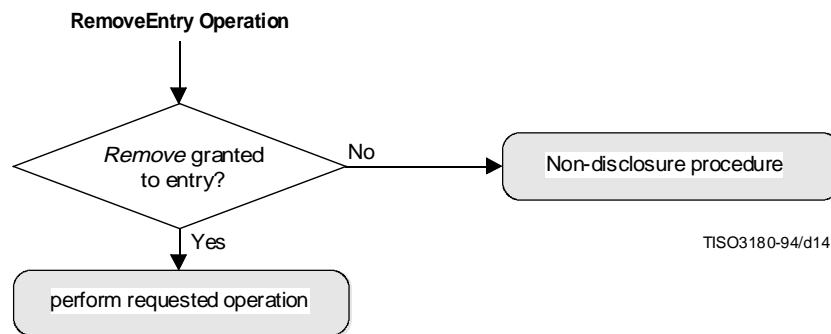 RemoveEntry Operation
Remove granted
to entry?
No
Non-disclosure procedure
Yes
TISO3180-94/d14
perform requested operation